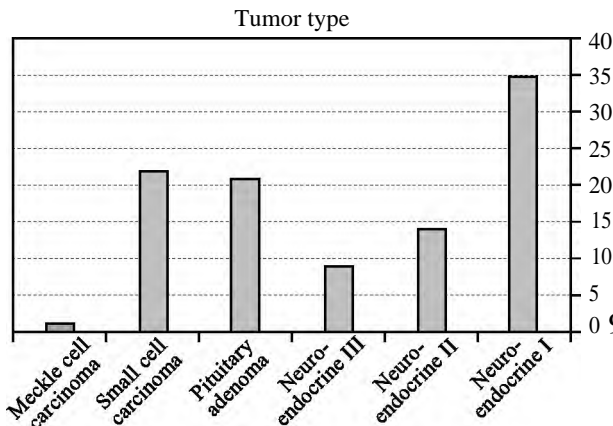 Tumor type
40
35
30
25
20
15
10
5
0
Meckle cell
carcinoma
Small cell
carcinoma
Pituitary
adenoma
Neuro-
endocrine III
Neuro-
endocrine II
Neuro-
endocrine I